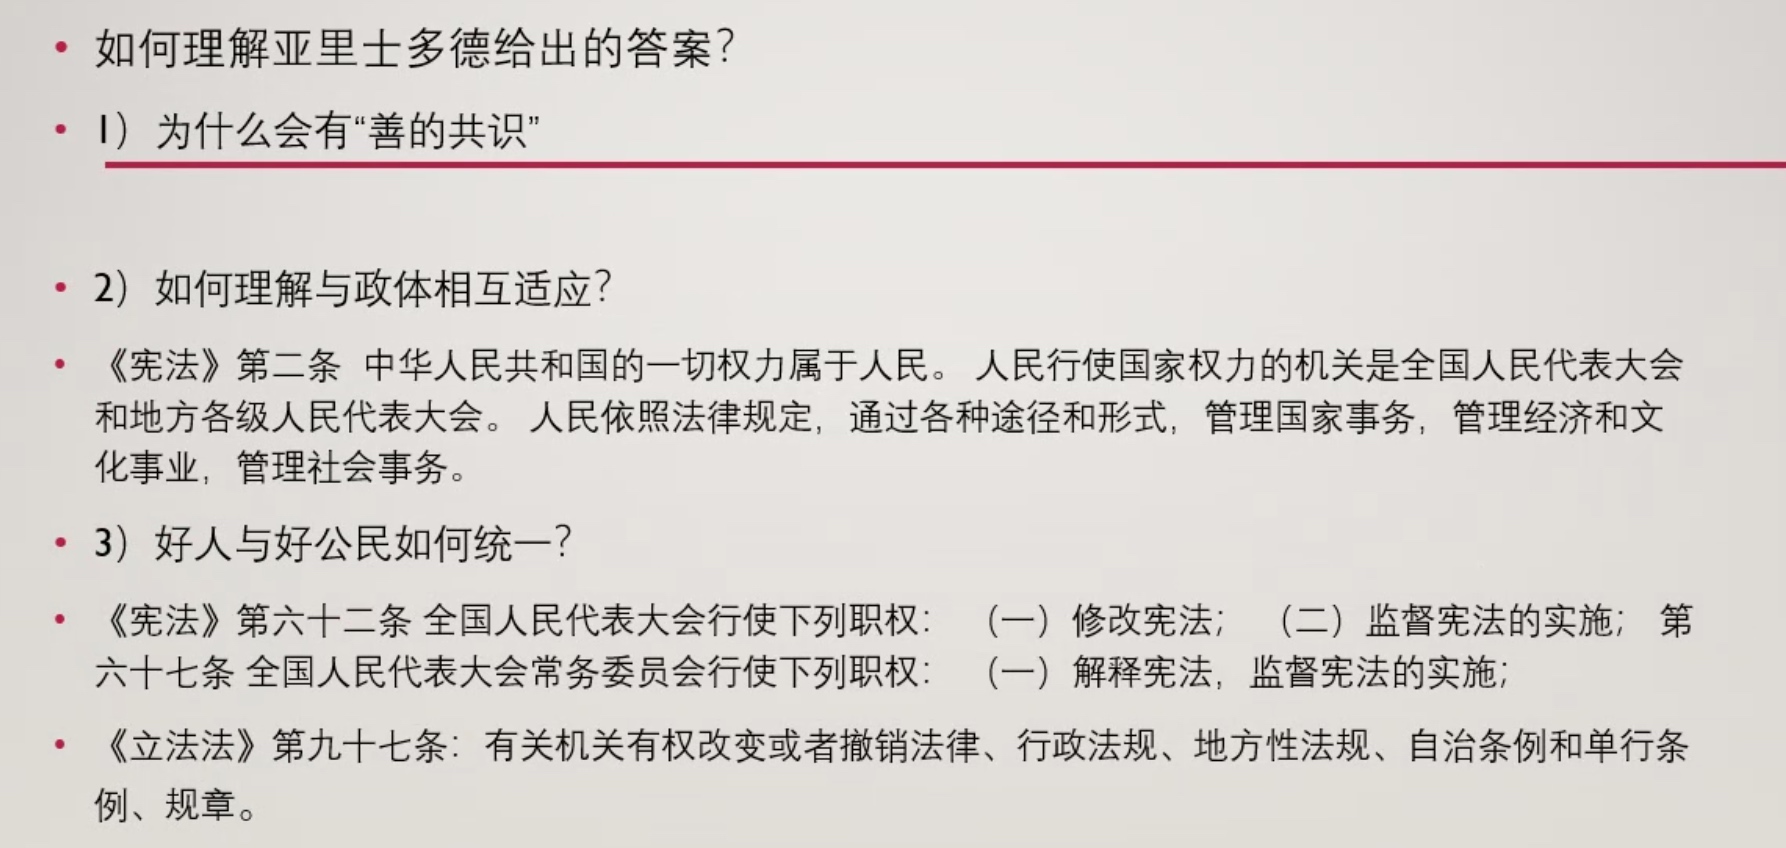 • 如何理解亚里士多德给出的答案？
• 1）为什么会有“善的共识”
• 2）如何理解与政体相互适应？
• 《宪法》第二条 中华人民共和国的一切权力属于人民。 人民行使国家权力的机关是全国人民代表大会
和地方各级人民代表大会。 人民依照法律规定，通过各种途径和形式，管理国家事务，管理经济和文
化事业，管理社会事务。
• 3）好人与好公民如何统一？
• 《宪法》第六十二条 全国人民代表大会行使下列职权： （一）修改宪法； （二）监督宪法的实施； 第
六十七条 全国人民代表大会常务委员会行使下列职权： （一）解释宪法，监督宪法的实施；
• 《立法法》第九十七条：有关机关有权改变或者撤销法律、行政法规、地方性法规、自治条例和单行条
例、规章。